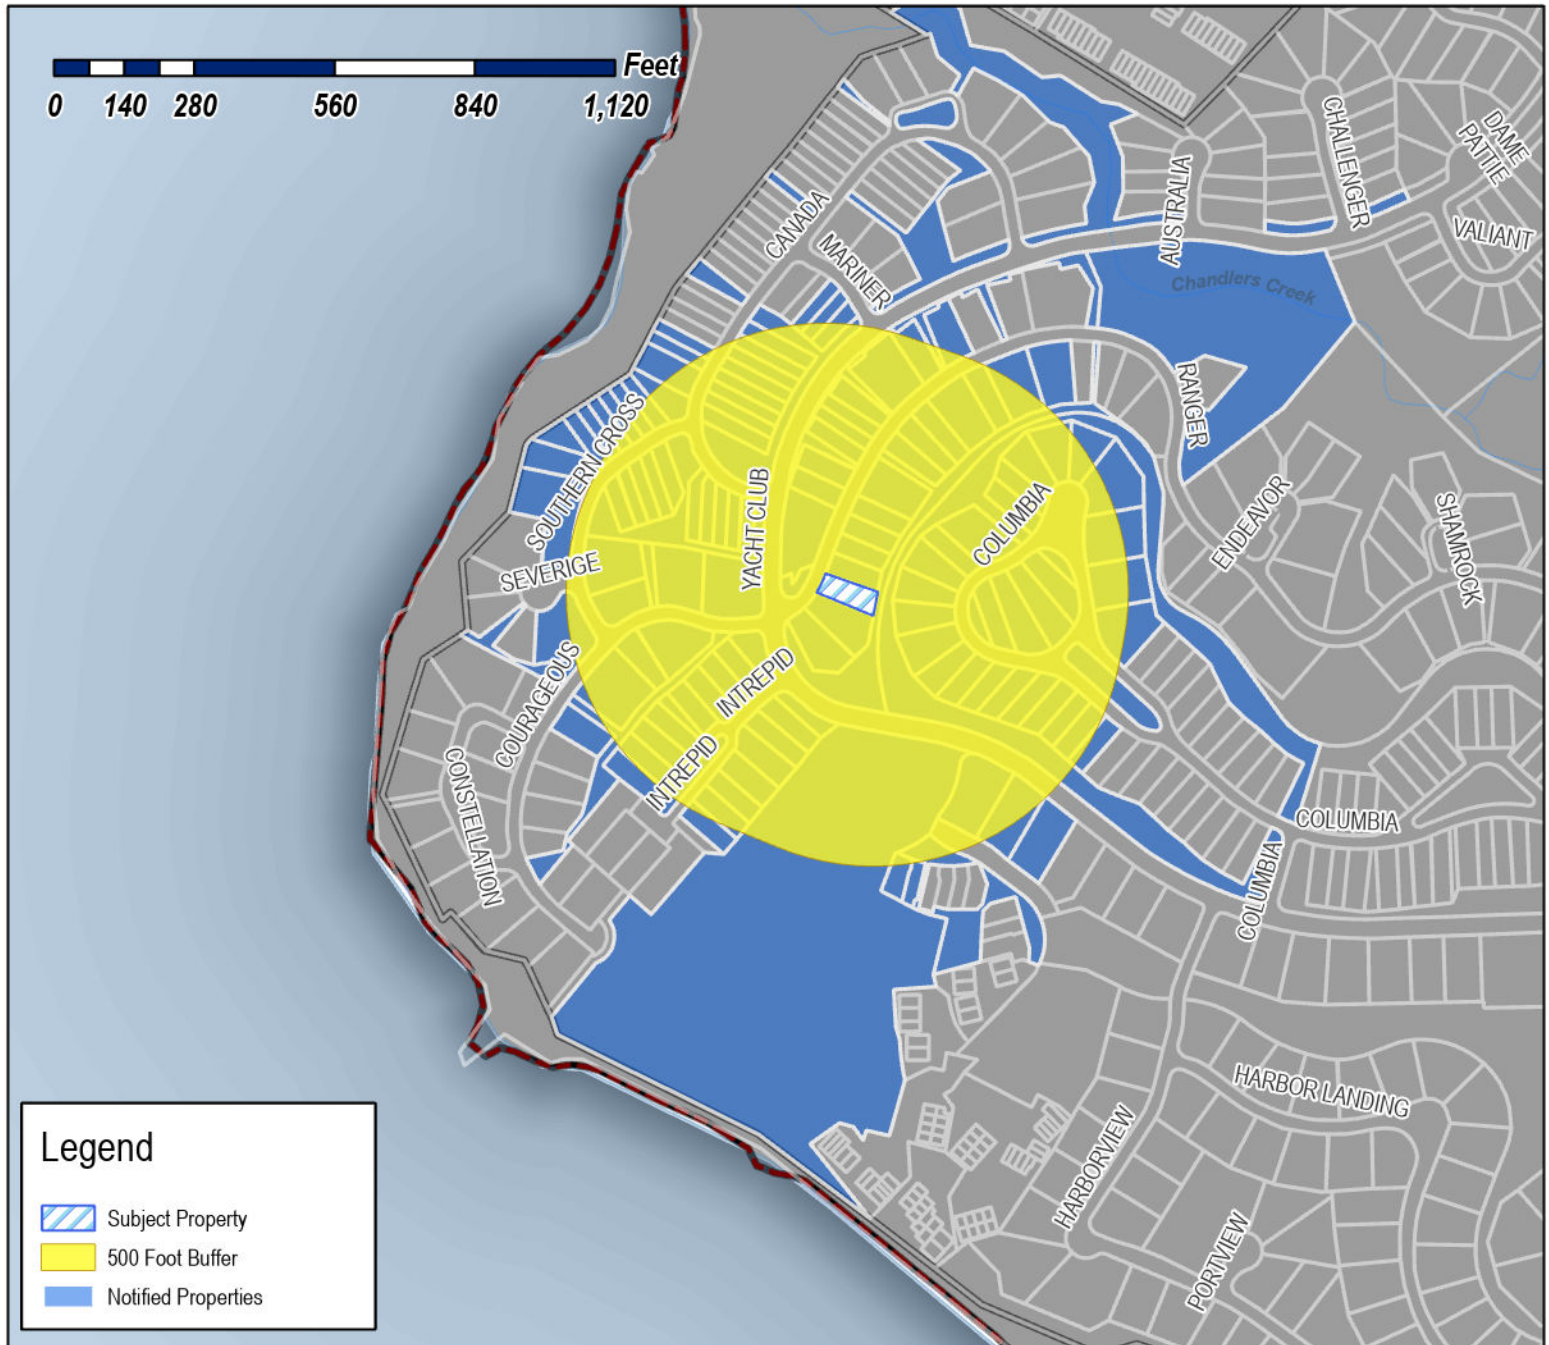 Feet
0 140 280 560 840 1,120
CHALLENGER
DAME
PATTIE
AUSTRALIA
CANADA
MARINER
VALIANT
Chandlers Creek
RANGER
SOUTHERN CROSS
YACHT CLUB
COLUMBIA
ENDEAVOR
SHAMROCK
SEVERIGE
COURAGEOUS
INTREPID
INTREPID
CONSTELLATION
COLUMBIA
COLUMBIA
HARBOR LANDING
HARBORVIEW
PORTVIEW
Legend
Subject Property
500 Foot Buffer
Notified Properties